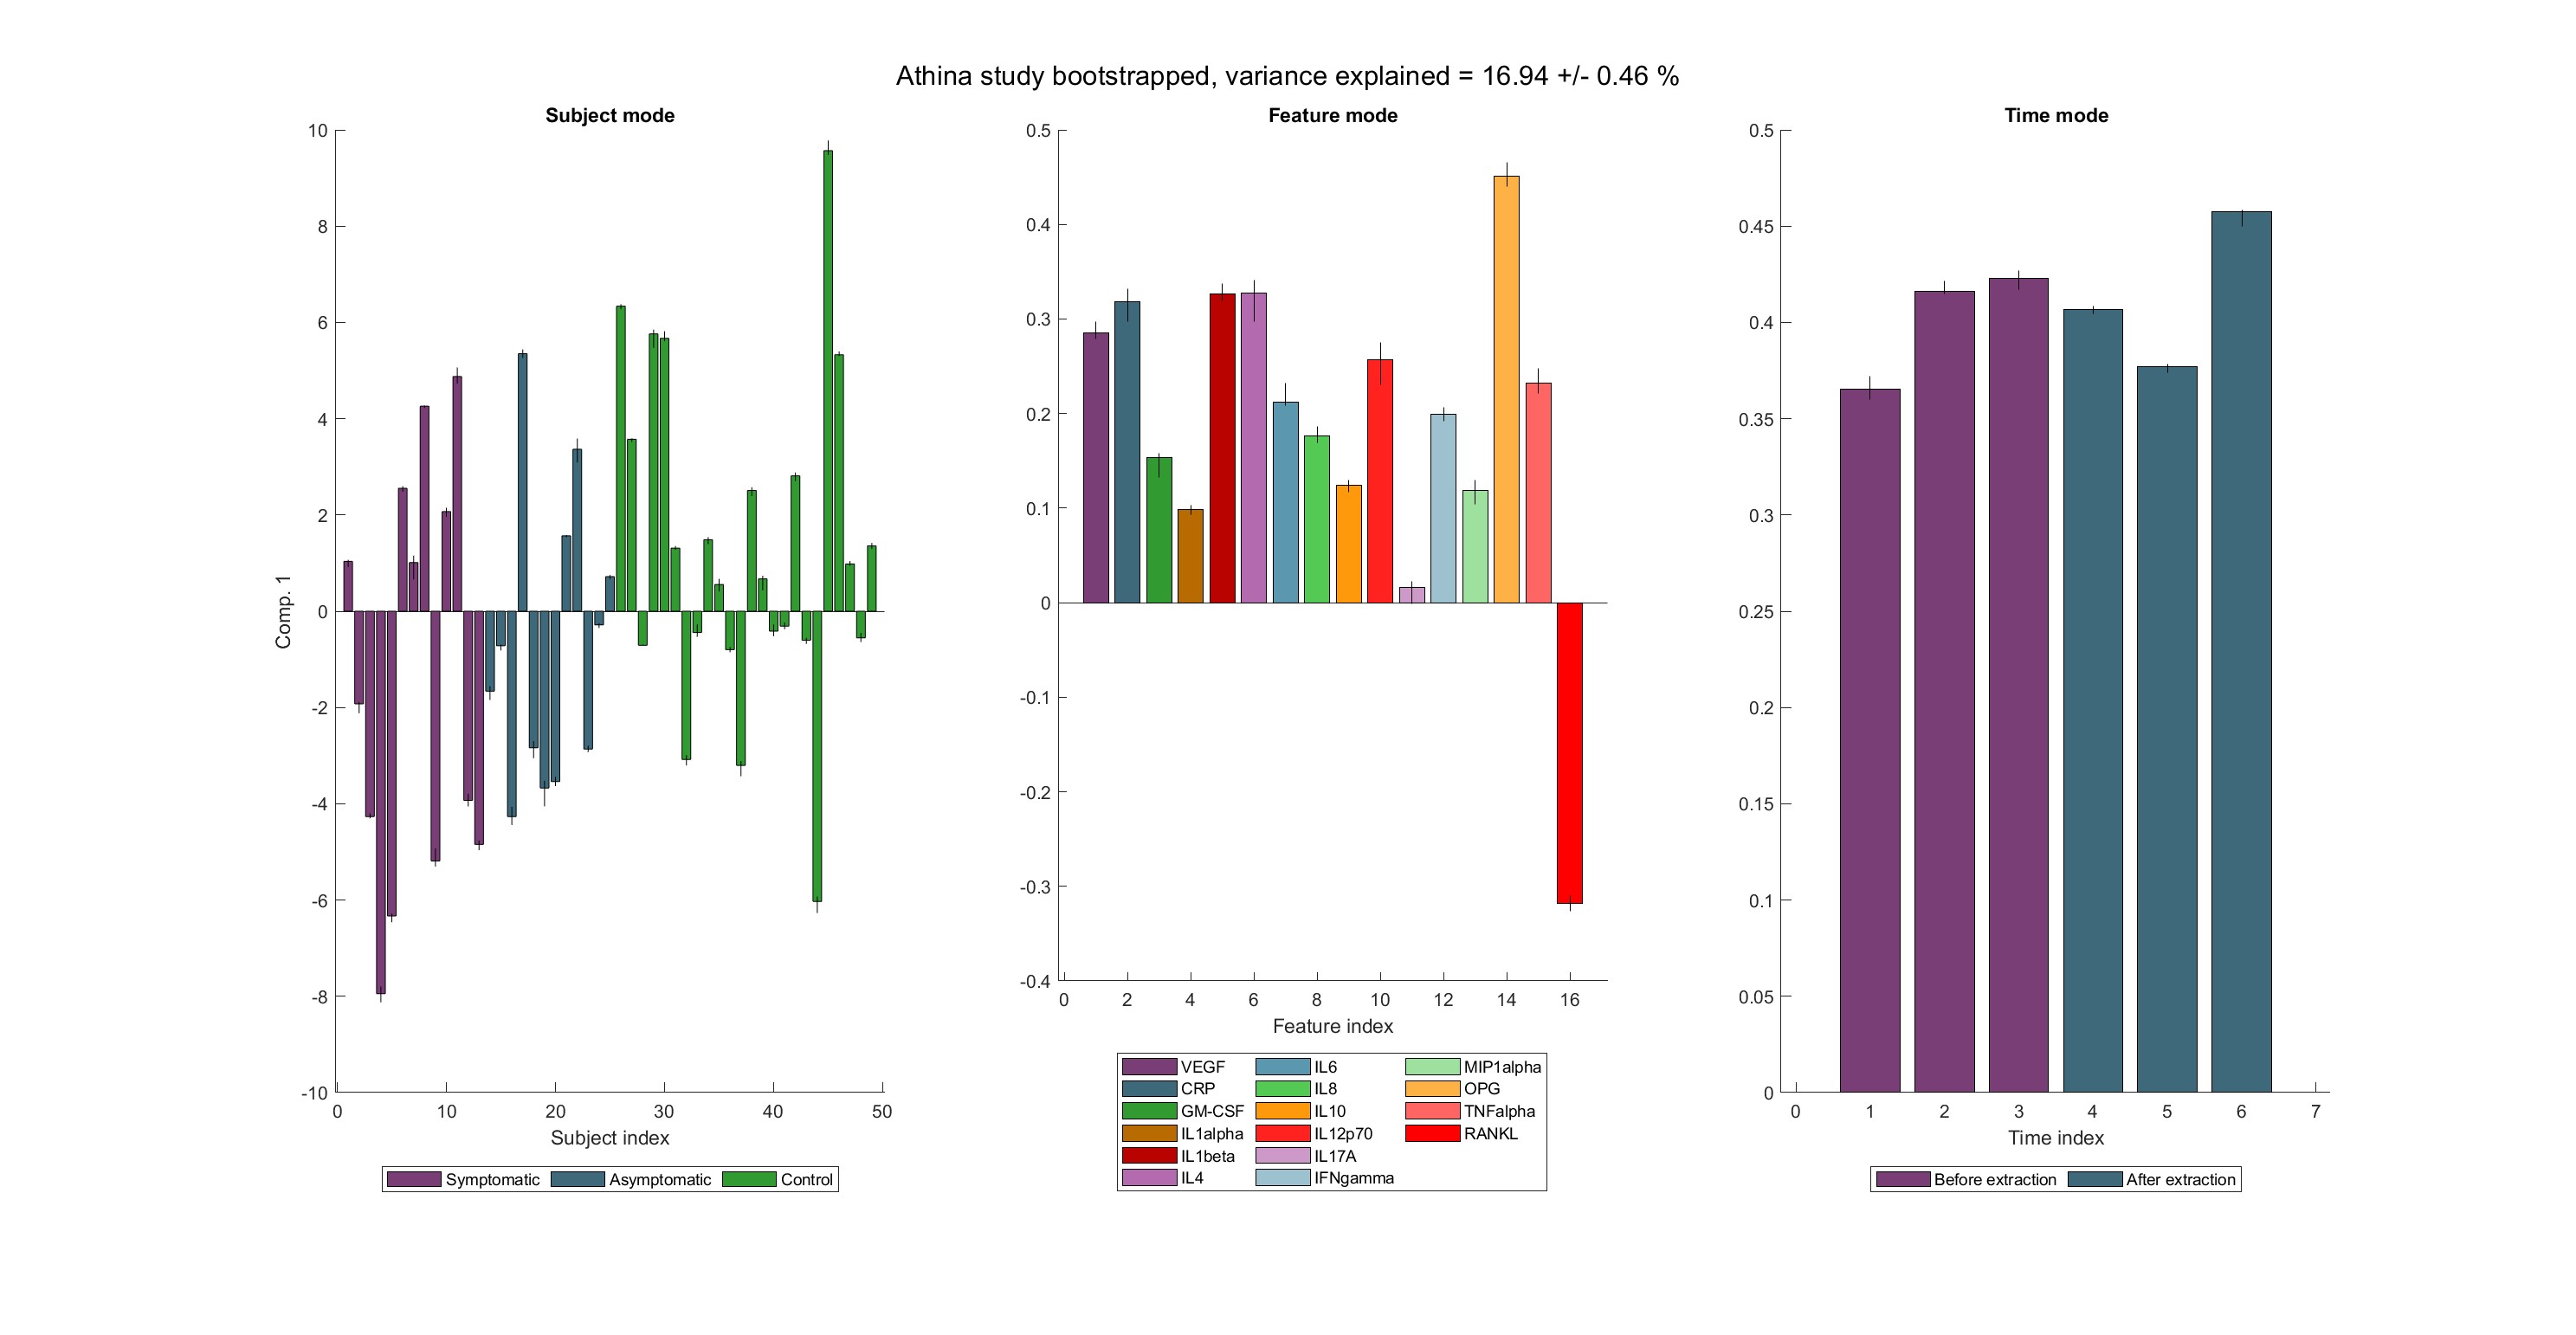 Athina study bootstrapped, variance explained = 16.94 +/- 0.46 %
Subject mode
10
8
6
4
2
0
-2
-4
-6
-8
-10
Comp. 1
0 10 20 30 40 50
Subject index
Symptomatic Asymptomatic Control
Feature mode
0.5
0.4
0.3
0.2
0.1
0
-0.1
-0.2
-0.3
-0.4
0 2 4 6 8 10 12 14 16
Feature index
VEGF IL6 MIP1alpha
CRP IL8 OPG
GM-CSF IL10 TNFalpha
IL1alpha IL12p70 RANKL
IL1beta IL17A
IL4 IFNgamma
Time mode
0.5
0.45
0.4
0.35
0.3
0.25
0.2
0.15
0.1
0.05
0
0 1 2 3 4 5 6 7
Time index
Before extraction After extraction